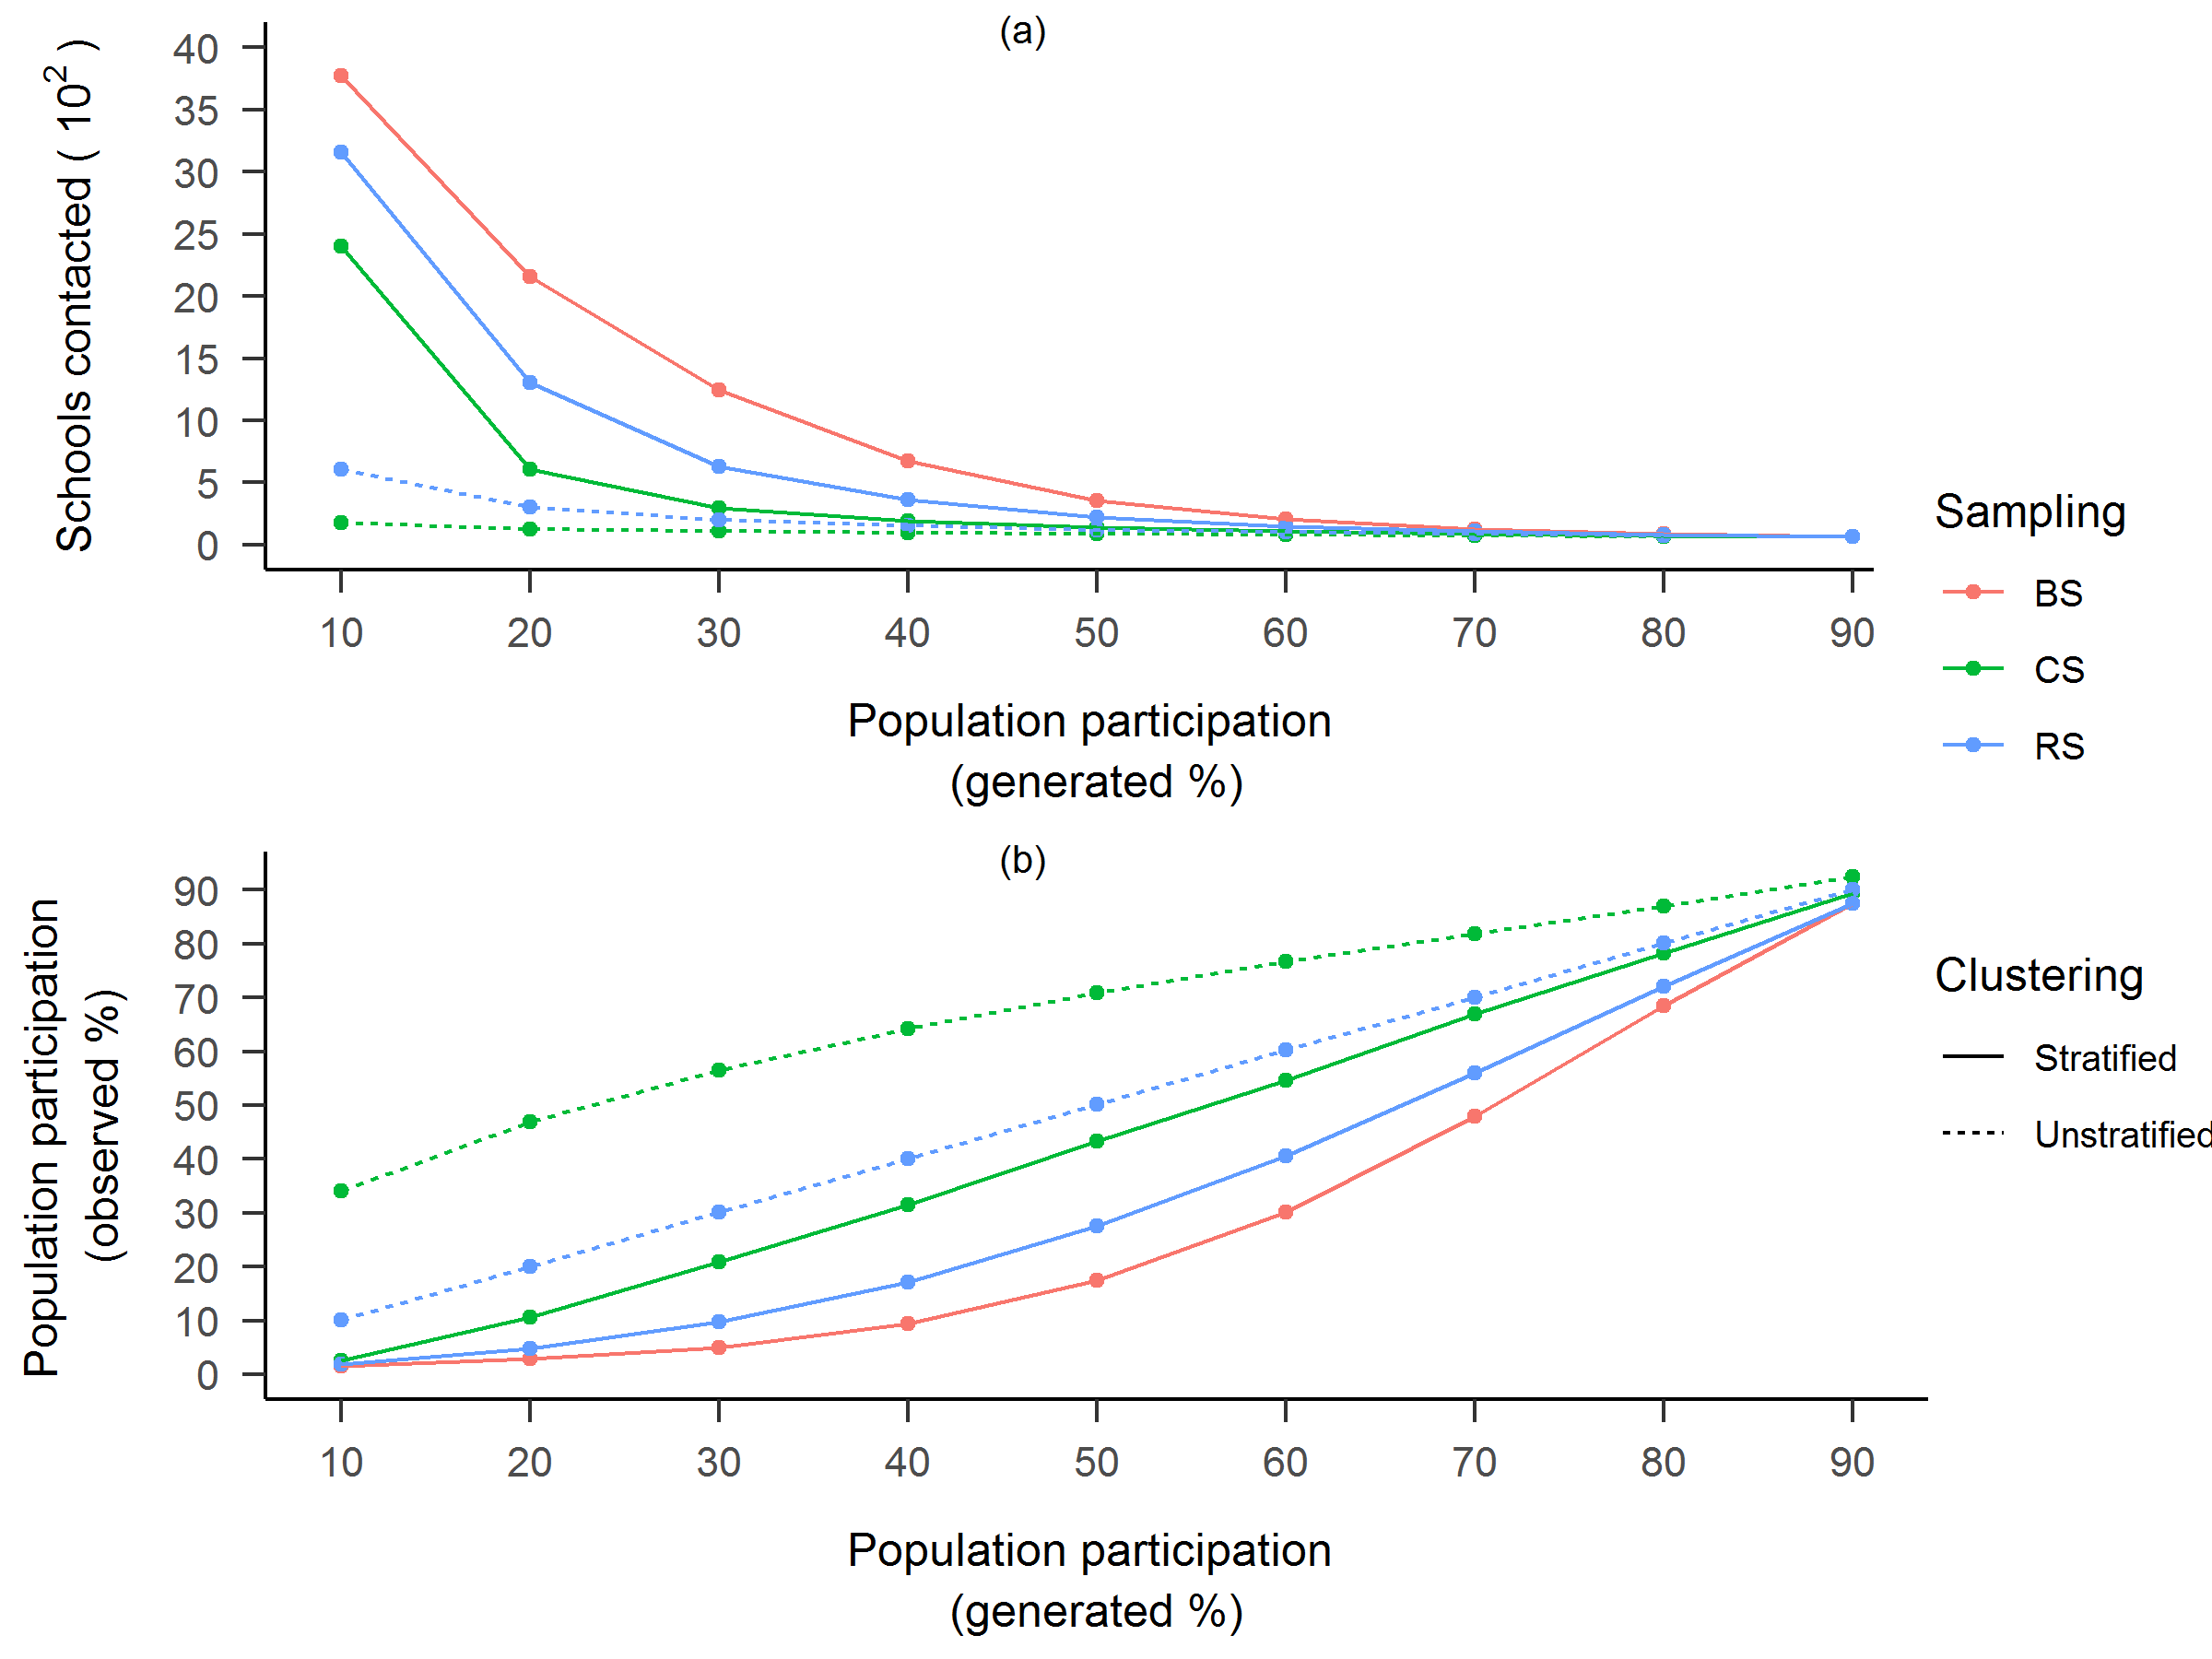 (a)
Schools contacted ( 10²)
40
35
30
25
20
15
10
5
0
10 20 30 40 50 60 70 80 90
Population participation
(generated %)
Sampling
BS
CS
RS
(b)
Population participation
(observed %)
90
80
70
60
50
40
30
20
10
0
10 20 30 40 50 60 70 80 90
Population participation
(generated %)
Clustering
Stratified
Unstratified